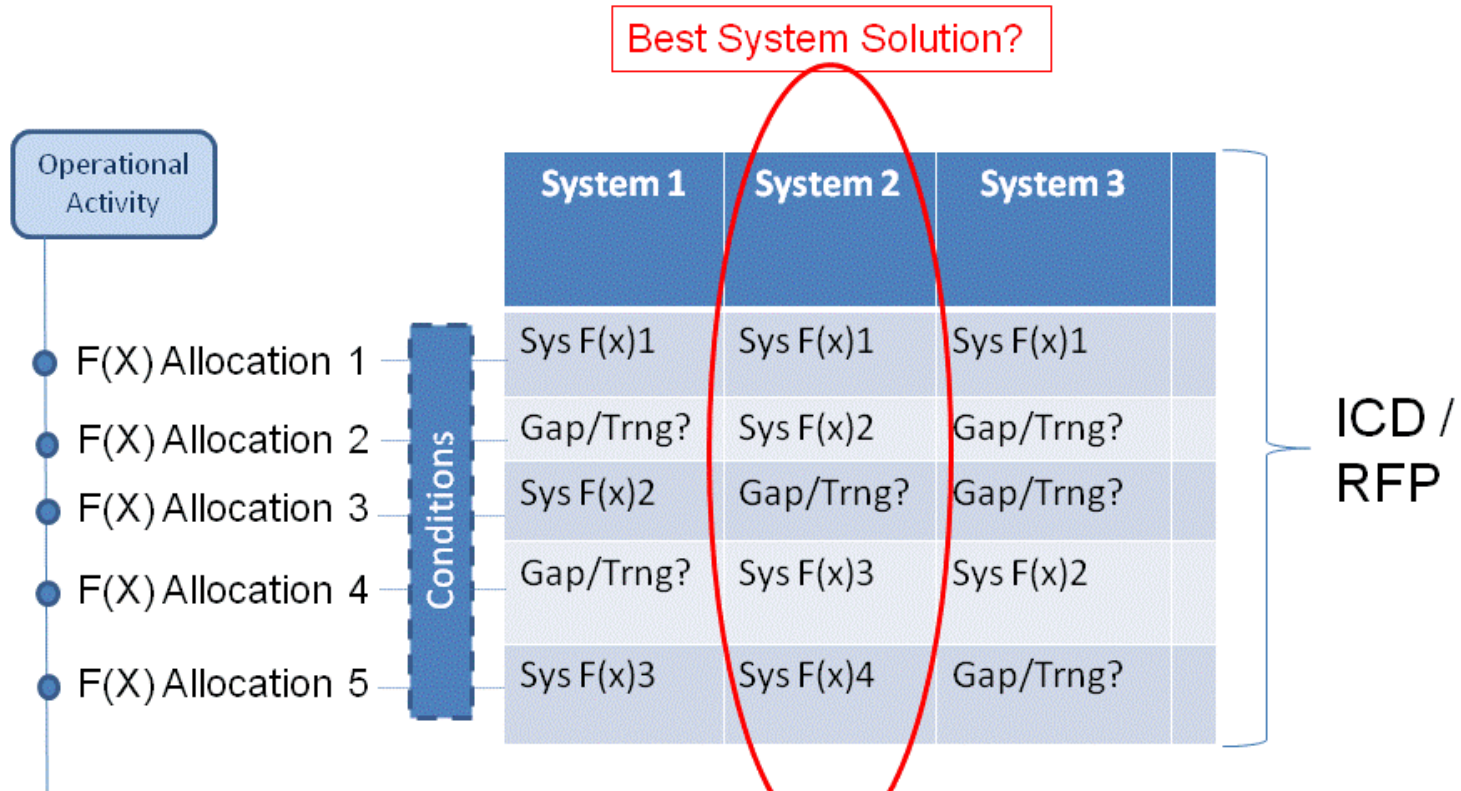 Best System Solution?
Operational
Activity
System 1 System 2 System 3
F(X) Allocation 1 Sys F(x)1 Sys F(x)1 Sys F(x)1
F(X) Allocation 2 Gap/Trng? Sys F(x)2 Gap/Trng?
F(X) Allocation 3 Sys F(x)2 Gap/Trng? Gap/Trng?
F(X) Allocation 4 Gap/Trng? Sys F(x)3 Sys F(x)2
F(X) Allocation 5 Sys F(x)3 Sys F(x)4 Gap/Trng?
Conditions
ICD /
RFP